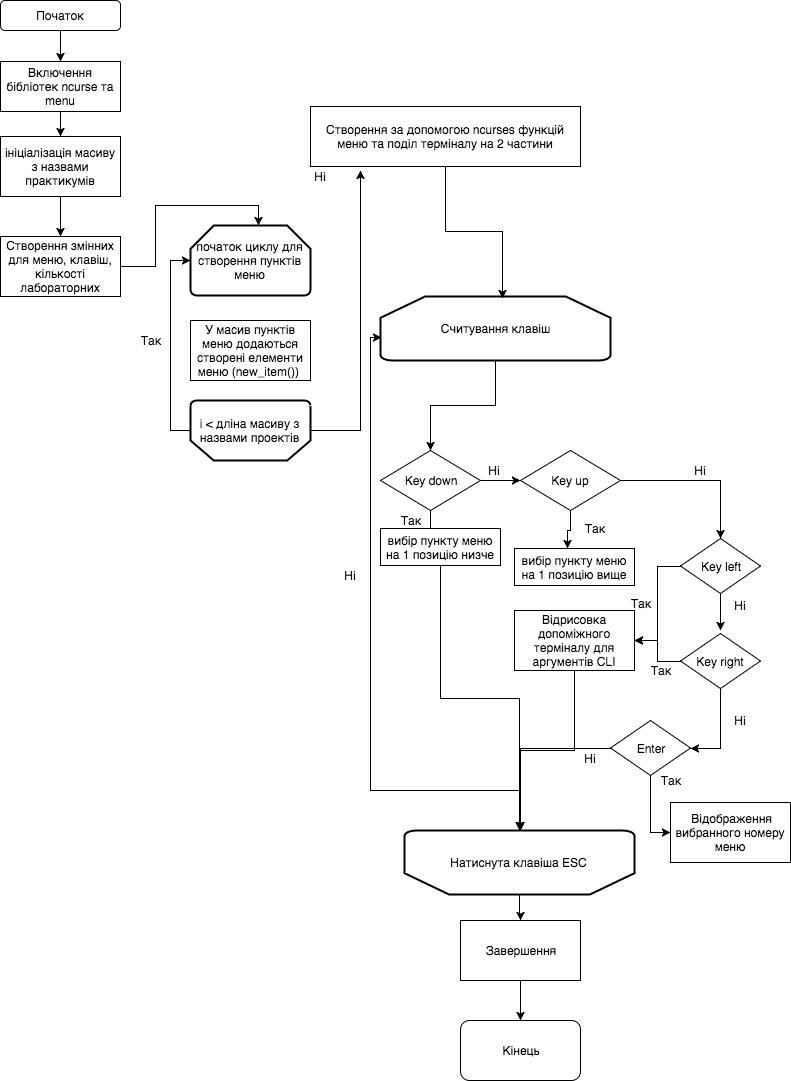 Початок
Включення
бібліотек ncurse та
menu
ініціалізація масиву
з назвами
практикумів
Створення змінних
для меню, клавіш,
кількості
лабораторних
початок циклу для
створення пунктів
меню
Так
У масив пунктів
меню додаються
створені елементи
меню (new_item())
і < дліна масиву з
назвами проектів
Ні
Створення за допомогою ncurses функцій
меню та поділ терміналу на 2 частини
Считування клавіш
Key down
Ні
Key up
Ні
Так
вибір пункту меню
на 1 позицію низче
Так
вибір пункту меню
на 1 позицію вище
Key left
Ні
Так
Ні
Відрисовка
допоміжного
терміналу для
аргументів CLI
Key right
Так
Ні
Enter
Ні
Так
Відображення
вибранного номеру
меню
Натиснута клавіша ESC
Завершення
Кінець